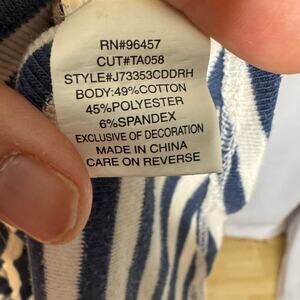 RN#96457
CUT#TA058
STYLE#J73353CDDRH
BODY:49%COTTON
45%POLYESTER
6%SPANDEX
EXCLUSIVE OF DECORATION
MADE IN CHINA
CARE ON REVERSE